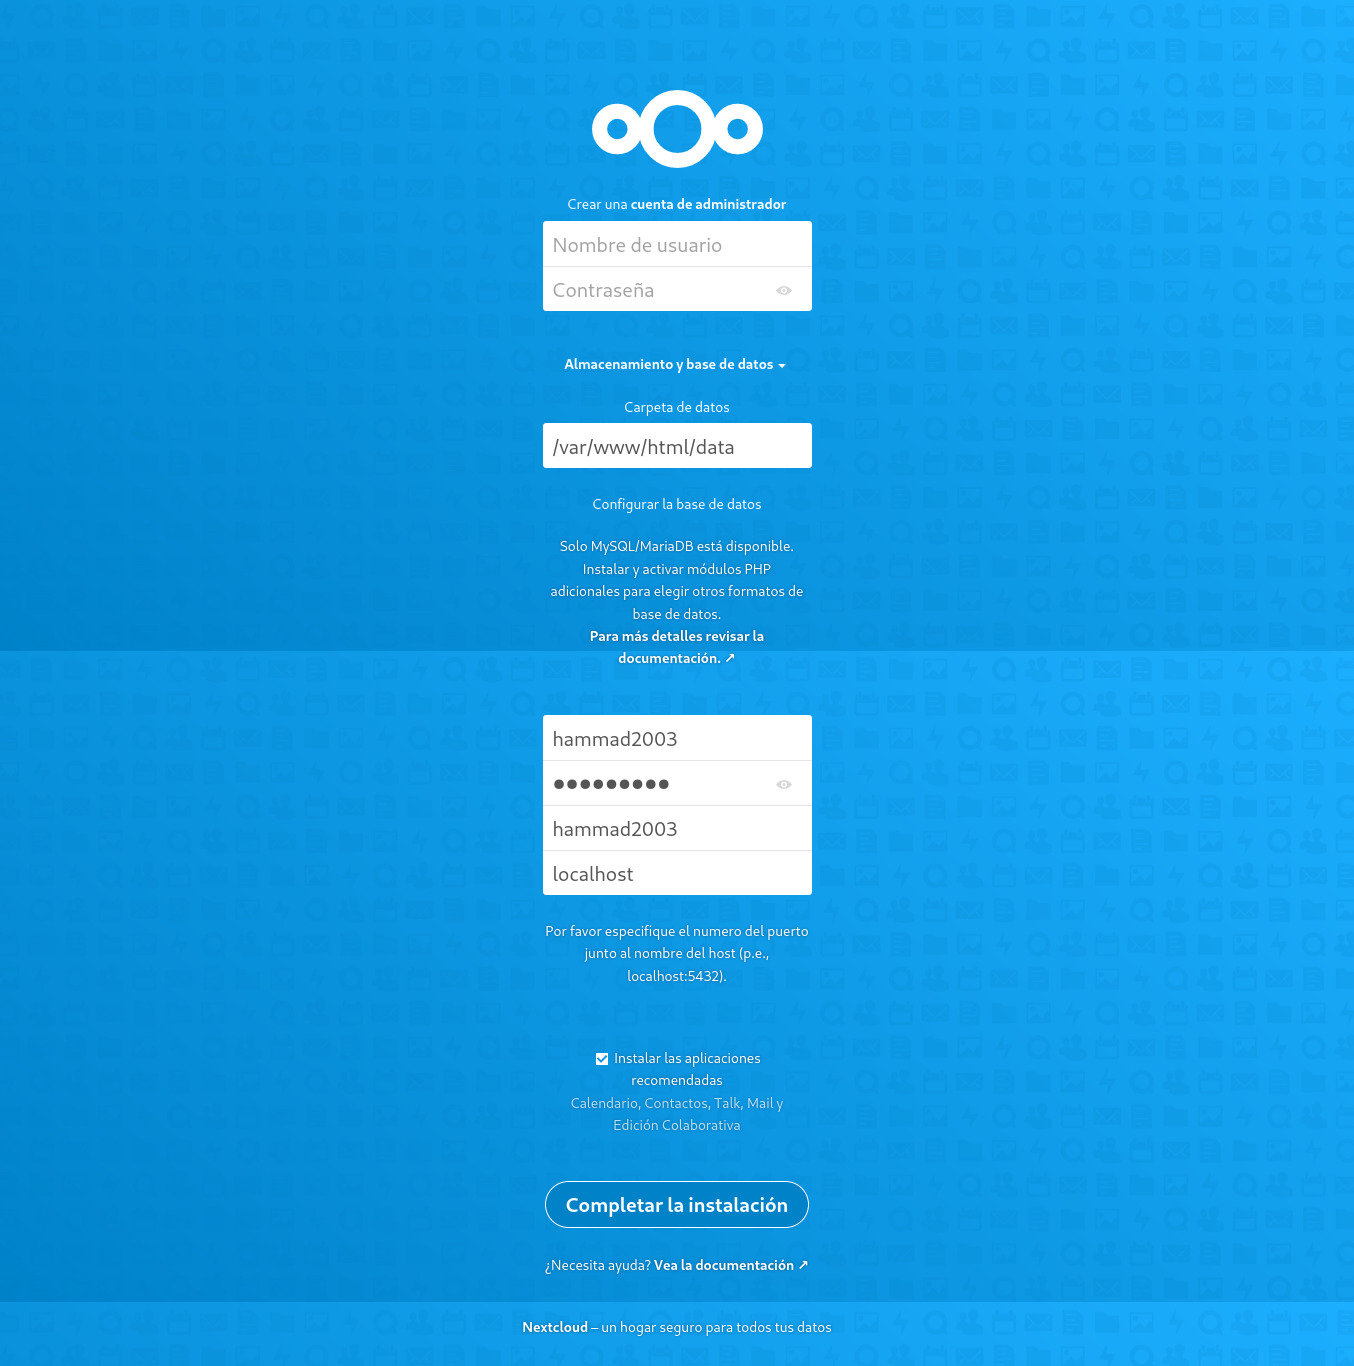 Crear una cuenta de administrador
Nombre de usuario
Contraseña
Almacenamiento y base de datos
Carpeta de datos
/var/www/html/data
Configurar la base de datos
Solo MySQL/MariaDB está disponible.
Instalar y activar módulos PHP
adicionales para elegir otros formatos de
base de datos.
Para más detalles revisar la
documentación. ↗
hammad2003
●●●●●●●●●
hammad2003
localhost
Por favor especifique el numero del puerto
junto al nombre del host (p.e.,
localhost:5432).
Instalar las aplicaciones
recomendadas
Calendario, Contactos, Talk, Mail y
Edición Colaborativa
Completar la instalación
¿Necesita ayuda? Vea la documentación ↗
Nextcloud – un hogar seguro para todos tus datos